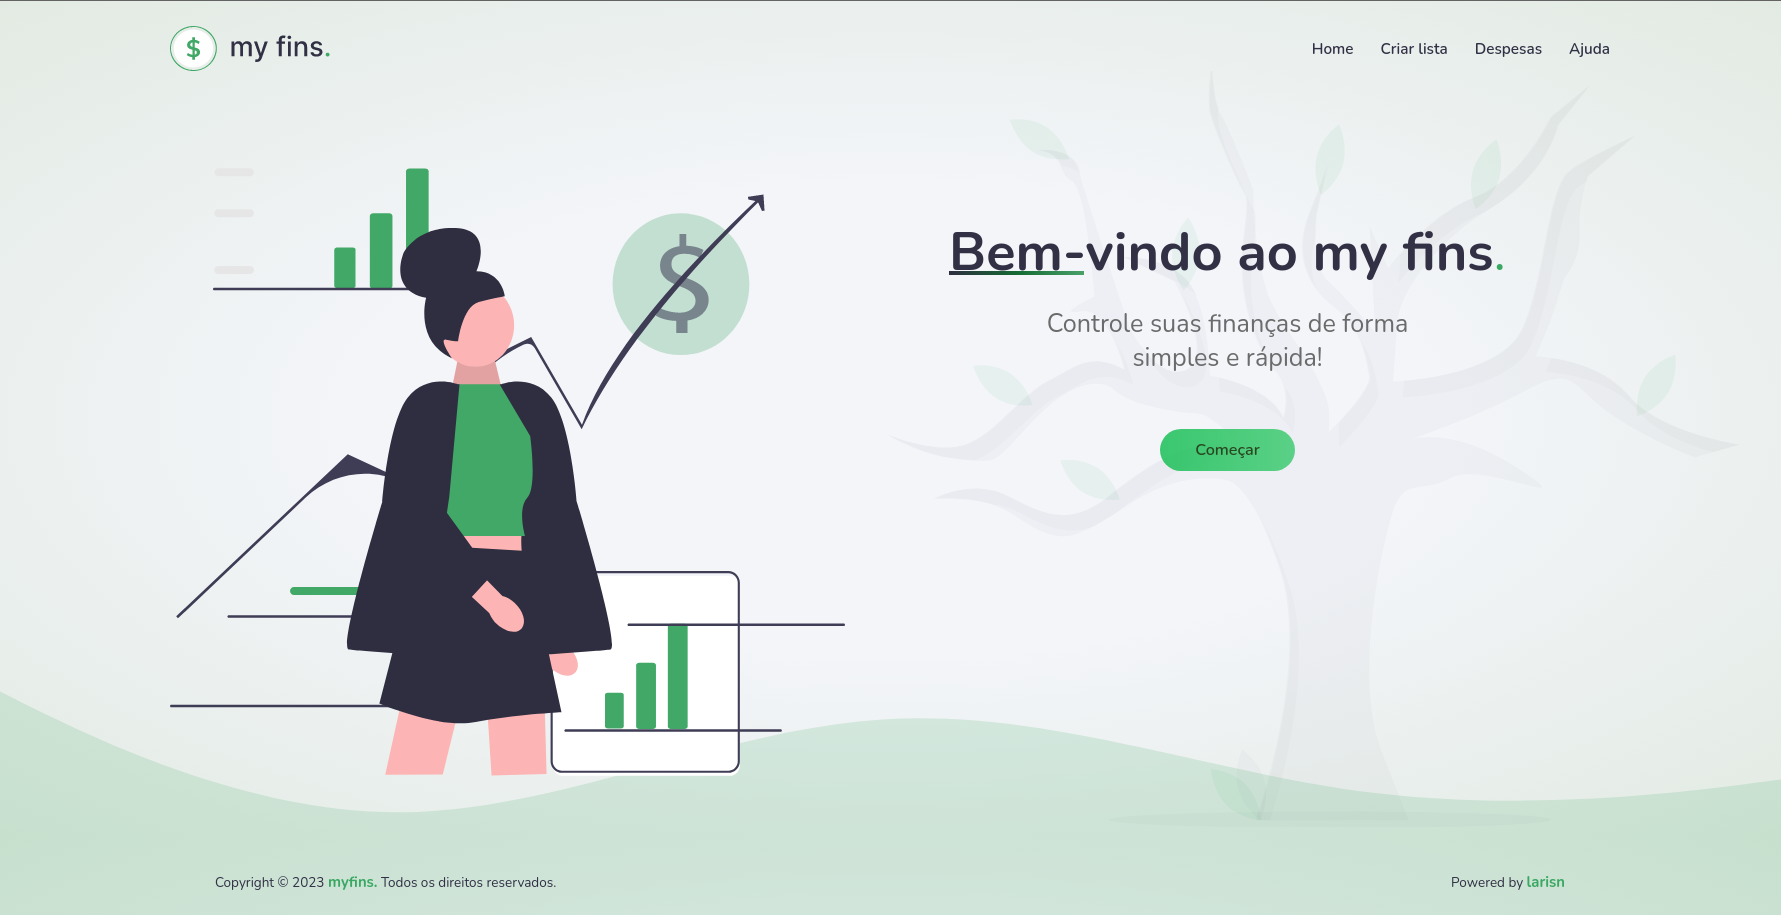 $ my fins.
Home Criar lista Despesas Ajuda
$
Bem-vindo ao my fins.
Controle suas finanças de forma
simples e rápida!
Começar
Copyright © 2023 myfins. Todos os direitos reservados.
Powered by larisn